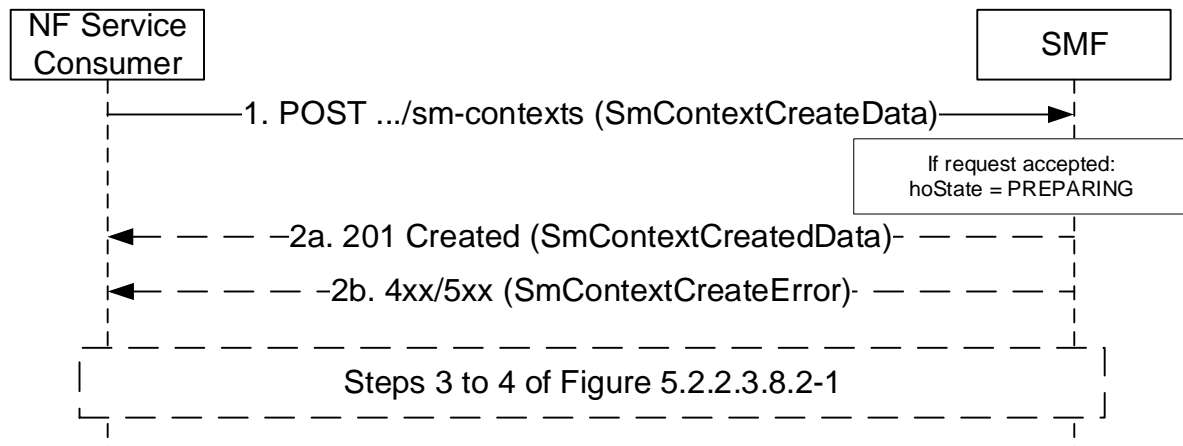 NF Service
Consumer
SMF
1. POST .../sm-contexts (SmContextCreateData)
If request accepted:
hoState = PREPARING
2a. 201 Created (SmContextCreatedData)
2b. 4xx/5xx (SmContextCreateError)
Steps 3 to 4 of Figure 5.2.2.3.8.2-1